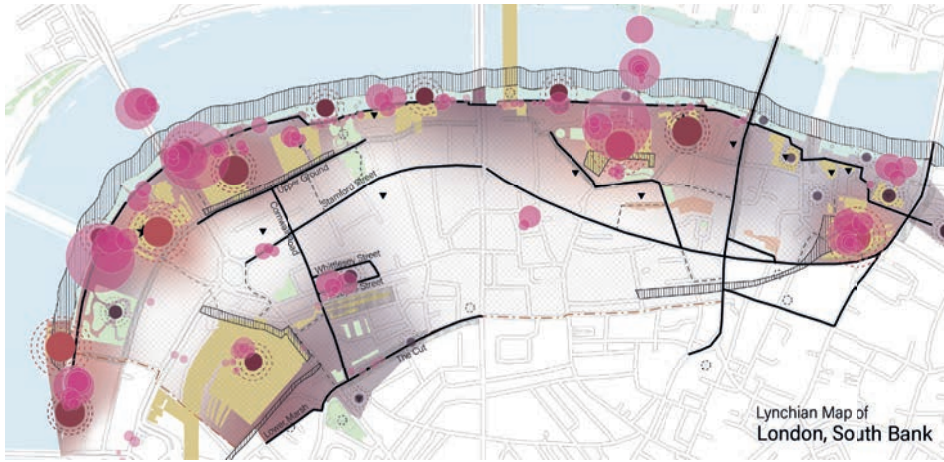 Upper Ground
Stamford Street
Cornwall Road
Whittlesey Street
Street
The Cut
Lower Marsh
Lynchian Map of
London, South Bank